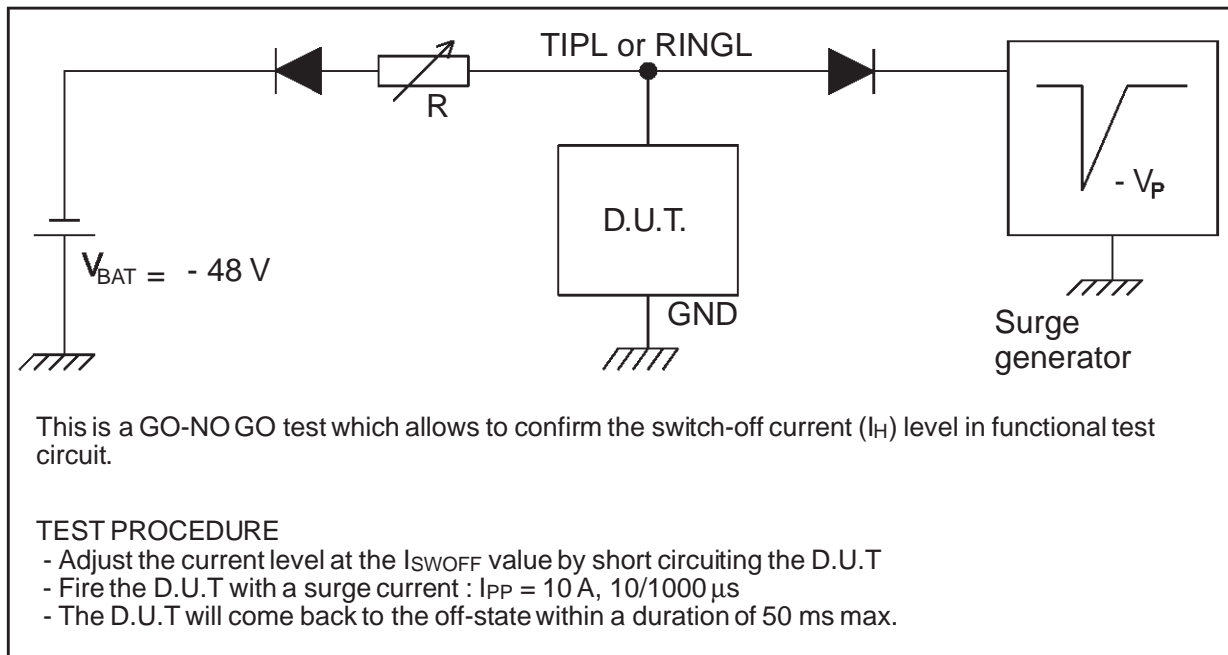 TIPL or RINGL
R
- VP
D.U.T.
VBAT = - 48 V
GND
Surge
generator
This is a GO-NO GO test which allows to confirm the switch-off current (IH) level in functional test
circuit.
TEST PROCEDURE
- Adjust the current level at the ISWOFF value by short circuiting the D.U.T
- Fire the D.U.T with a surge current : IPP = 10 A, 10/1000 µs
- The D.U.T will come back to the off-state within a duration of 50 ms max.